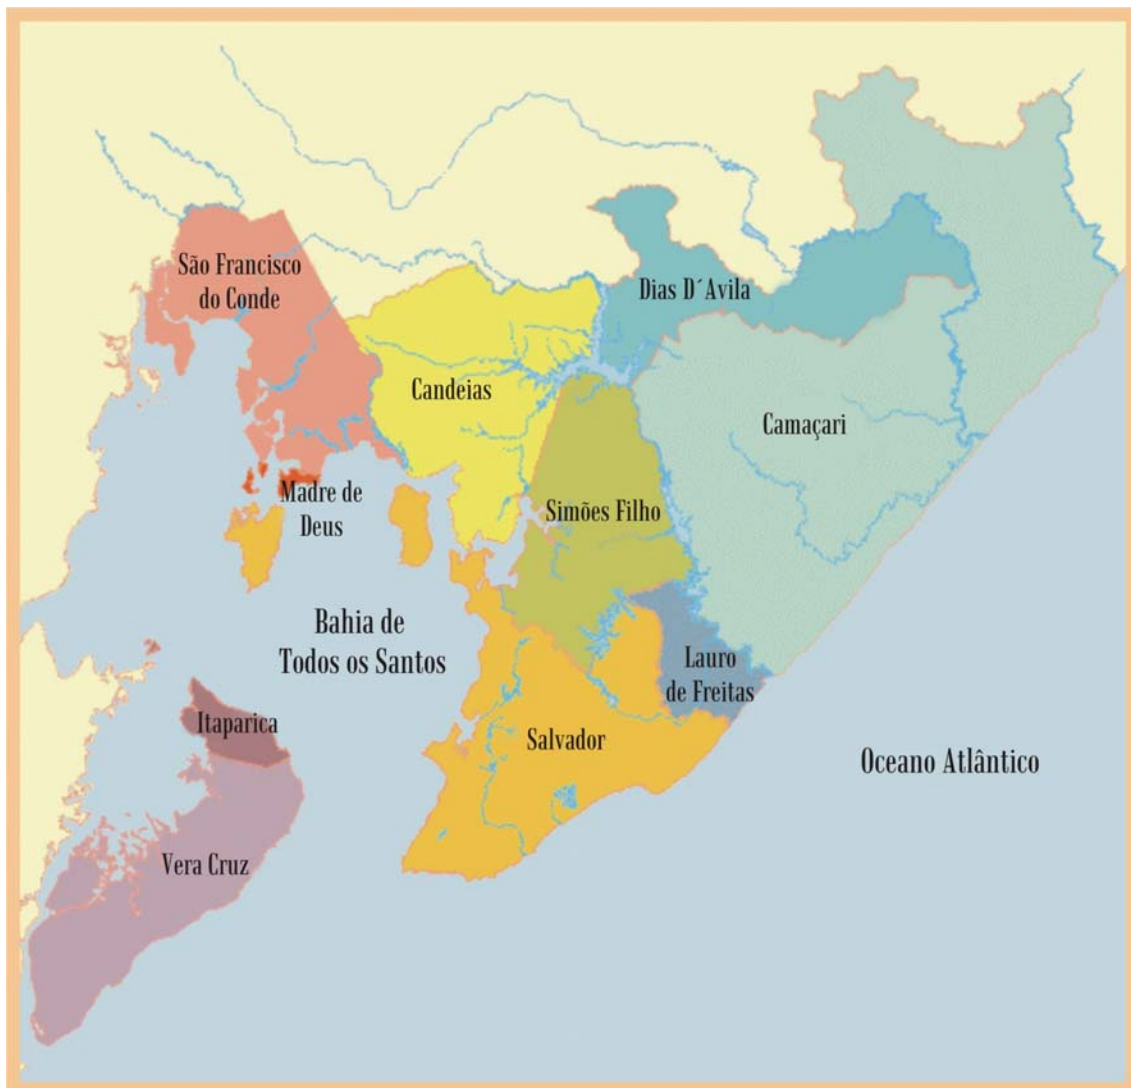 São Francisco
do Conde
Dias D´Avila
Candeias
Camaçari
Madre de
Deus
Simões Filho
Bahia de
Todos os Santos
Lauro
de Freitas
Itaparica
Salvador
Oceano Atlântico
Vera Cruz